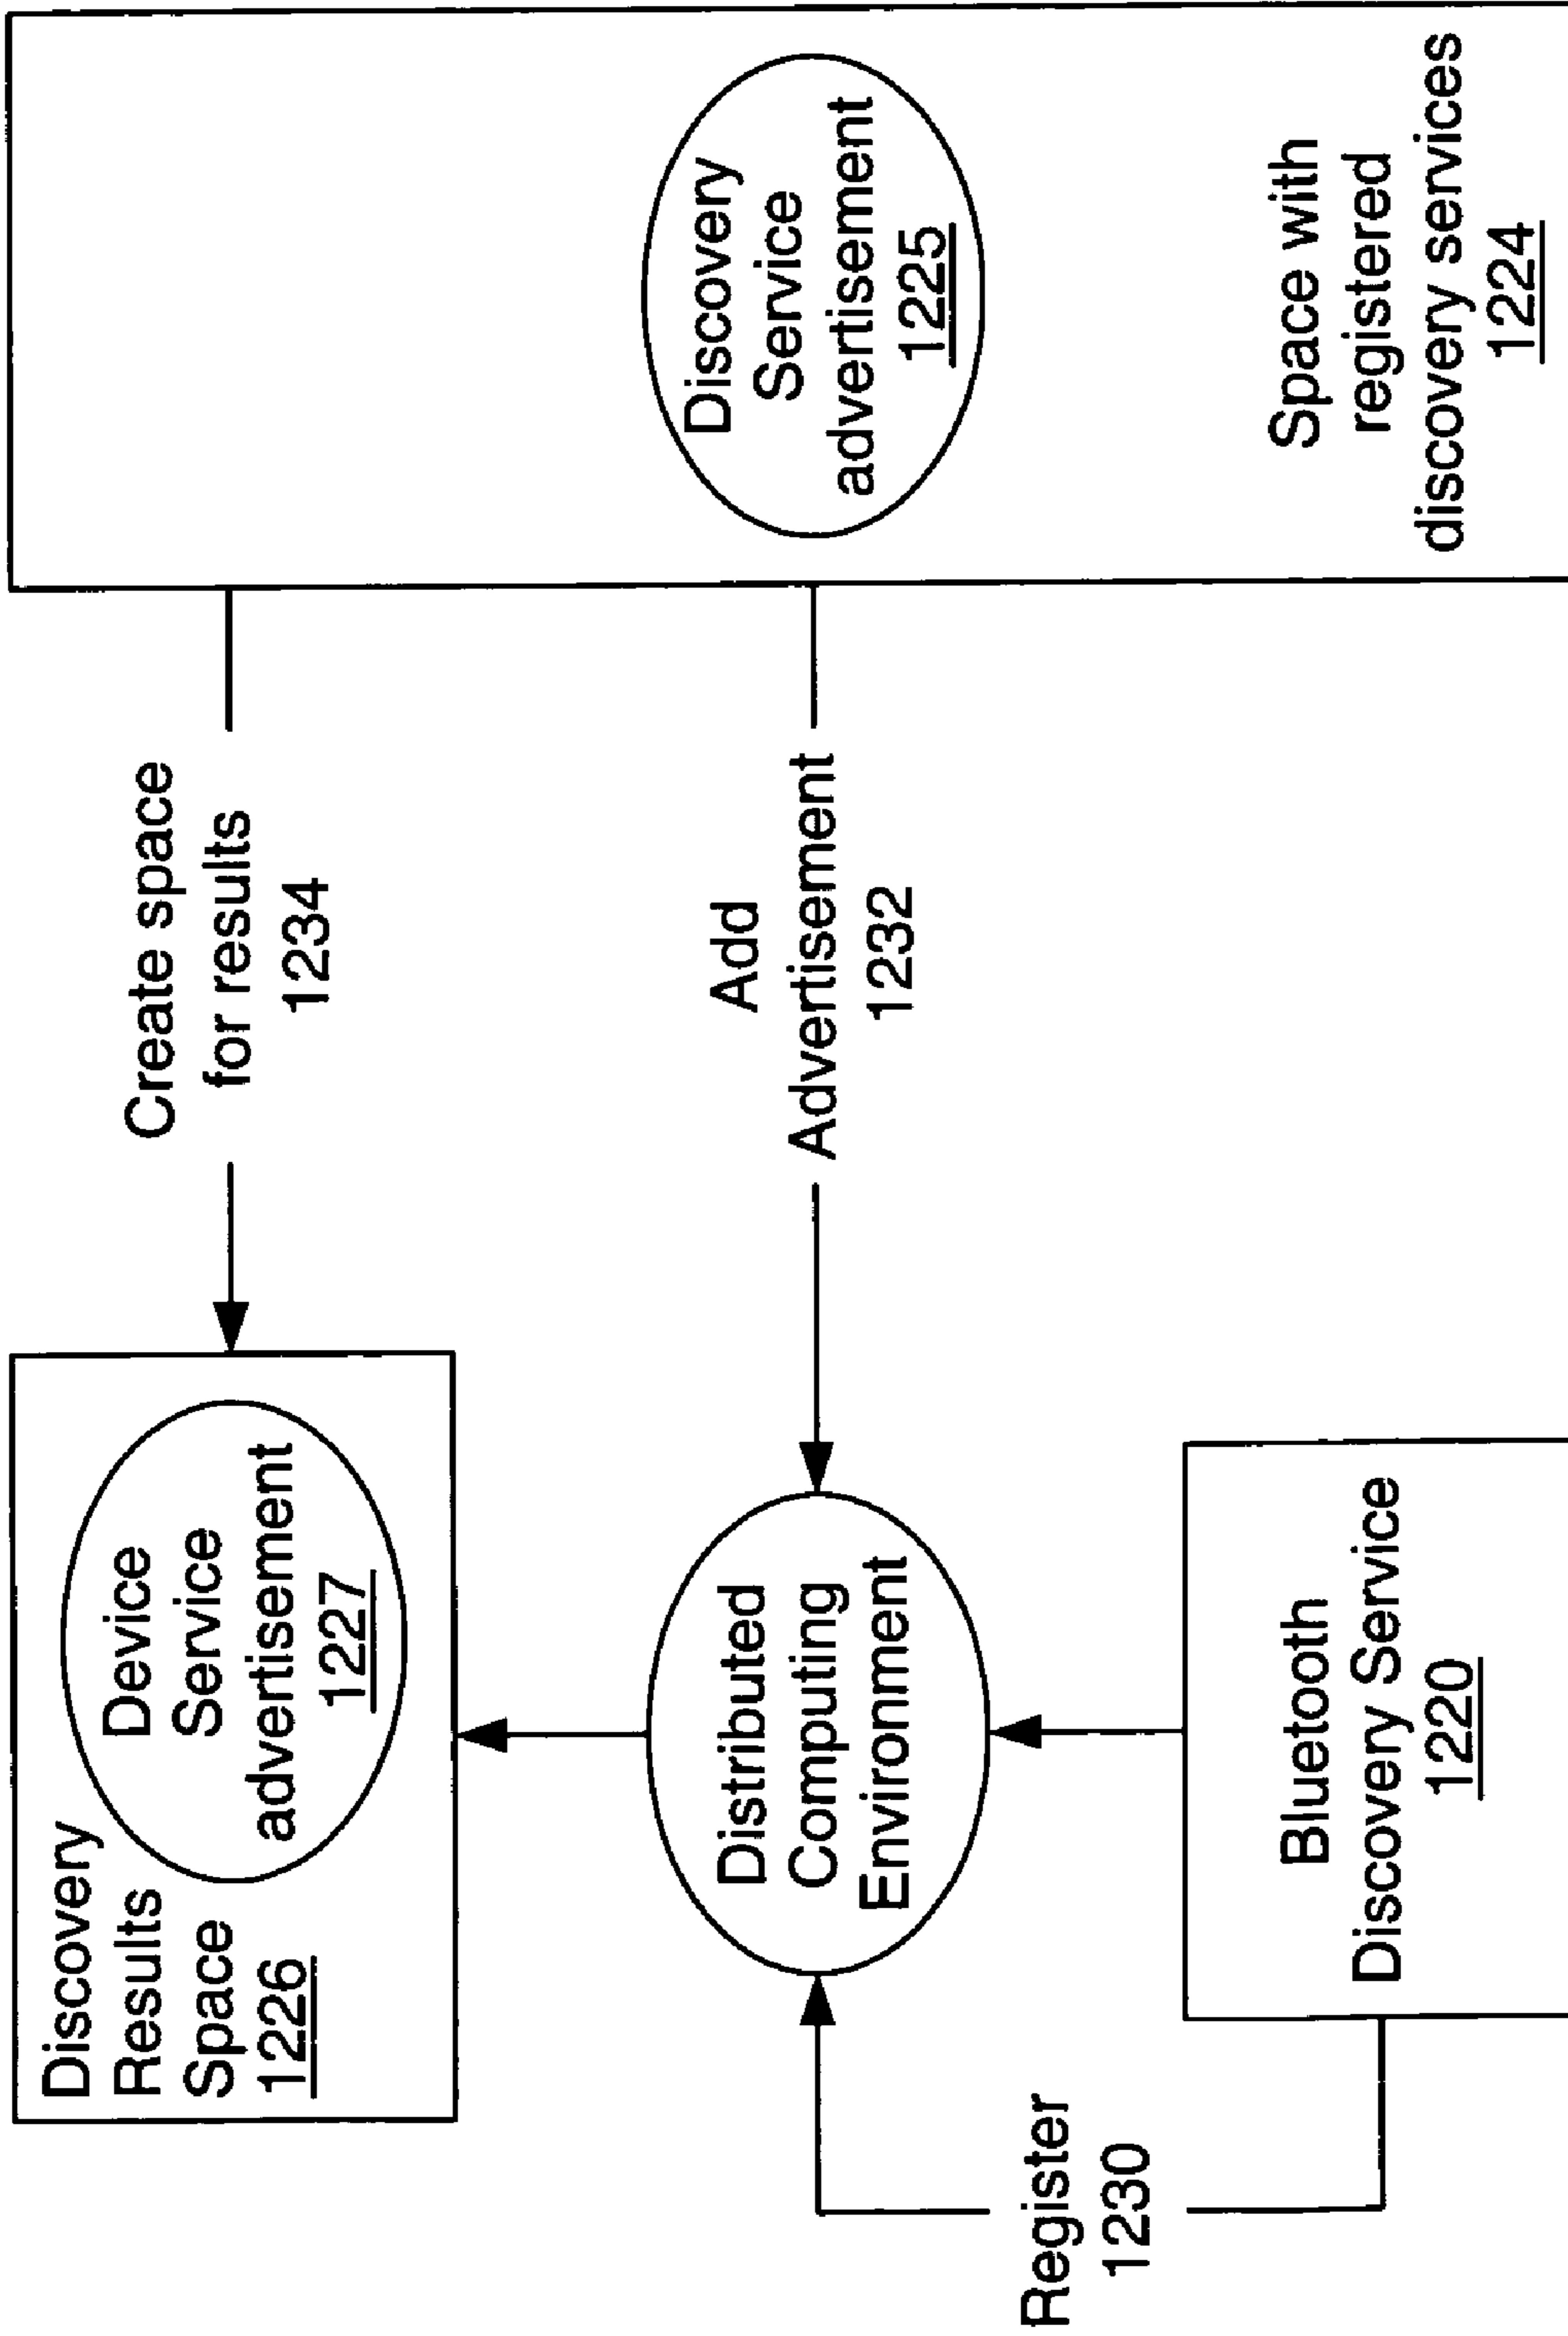 Discovery
Results
Space
1226
Device
Service
advertisement
1227
Create space
for results
1234
Distributed
Computing
Environment
Add
Advertisement
1232
Discovery
Service
advertisement
1225
Register
1230
Bluetooth
Discovery Service
1220
Space with
registered
discovery services
1224